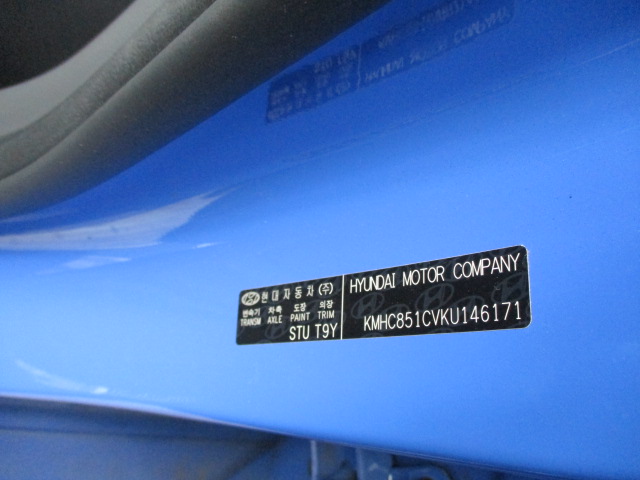 현대자동차(주)
변속기 차축 도장 의장
TRANSM AXLE PAINT TRIM
STU T9Y
HYUNDAI MOTOR COMPANY
KMHC851CVKU146171